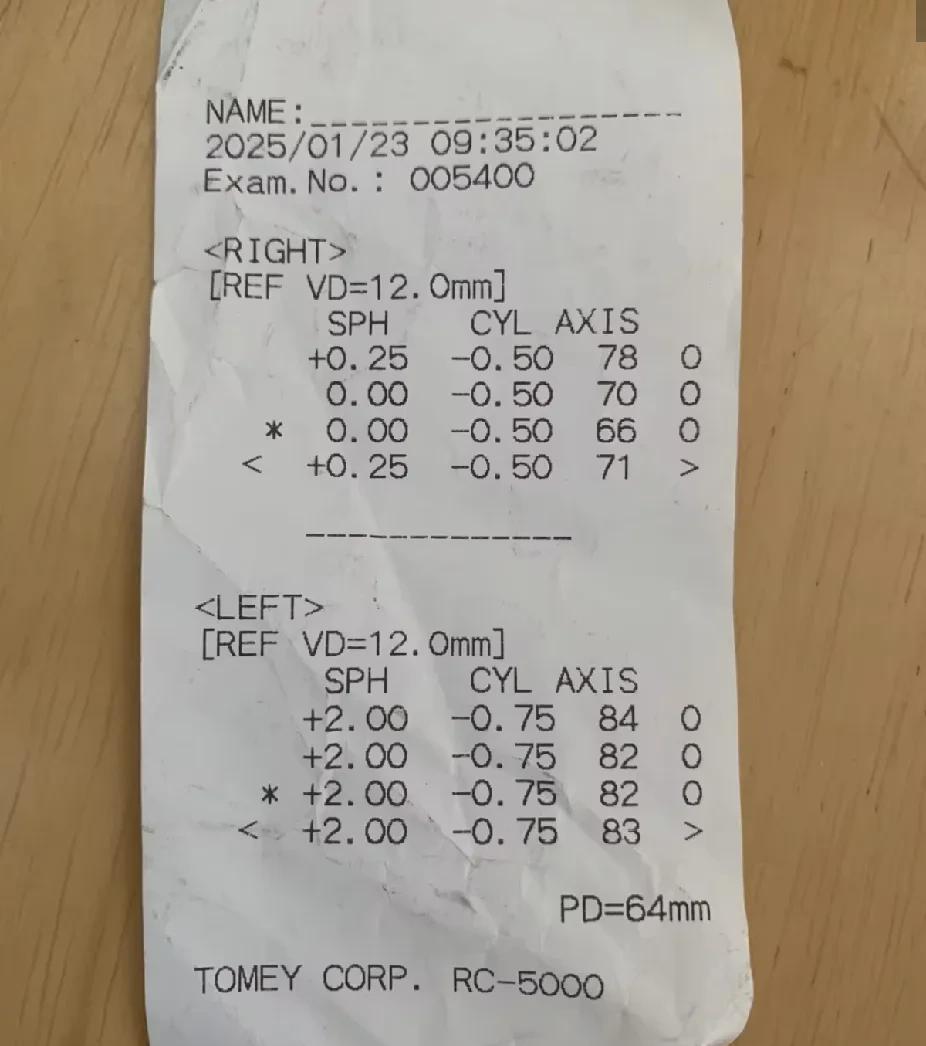 NAME:___________________
2025/01/23 09:35:02
Exam.No.: 005400
<RIGHT>
[REF VD=12.0mm]
SPH CYL AXIS
+0.25 -0.50 78 O
0.00 -0.50 70 O
* 0.00 -0.50 66 O
< +0.25 -0.50 71 >
-------------
<LEFT>
[REF VD=12.0mm]
SPH CYL AXIS
+2.00 -0.75 84 O
+2.00 -0.75 82 O
* +2.00 -0.75 82 O
< +2.00 -0.75 83 >
PD=64mm
TOMEY CORP. RC-5000